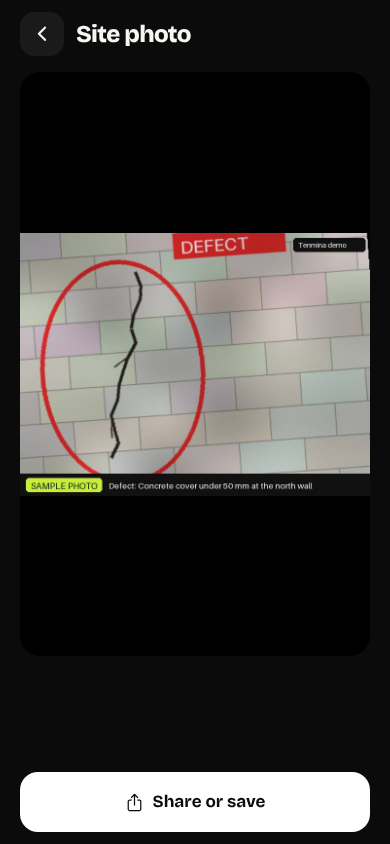 Site photo
DEFECT
Tenmina demo
SAMPLE PHOTO Defect: Concrete cover under 50 mm at the north wall
Share or save